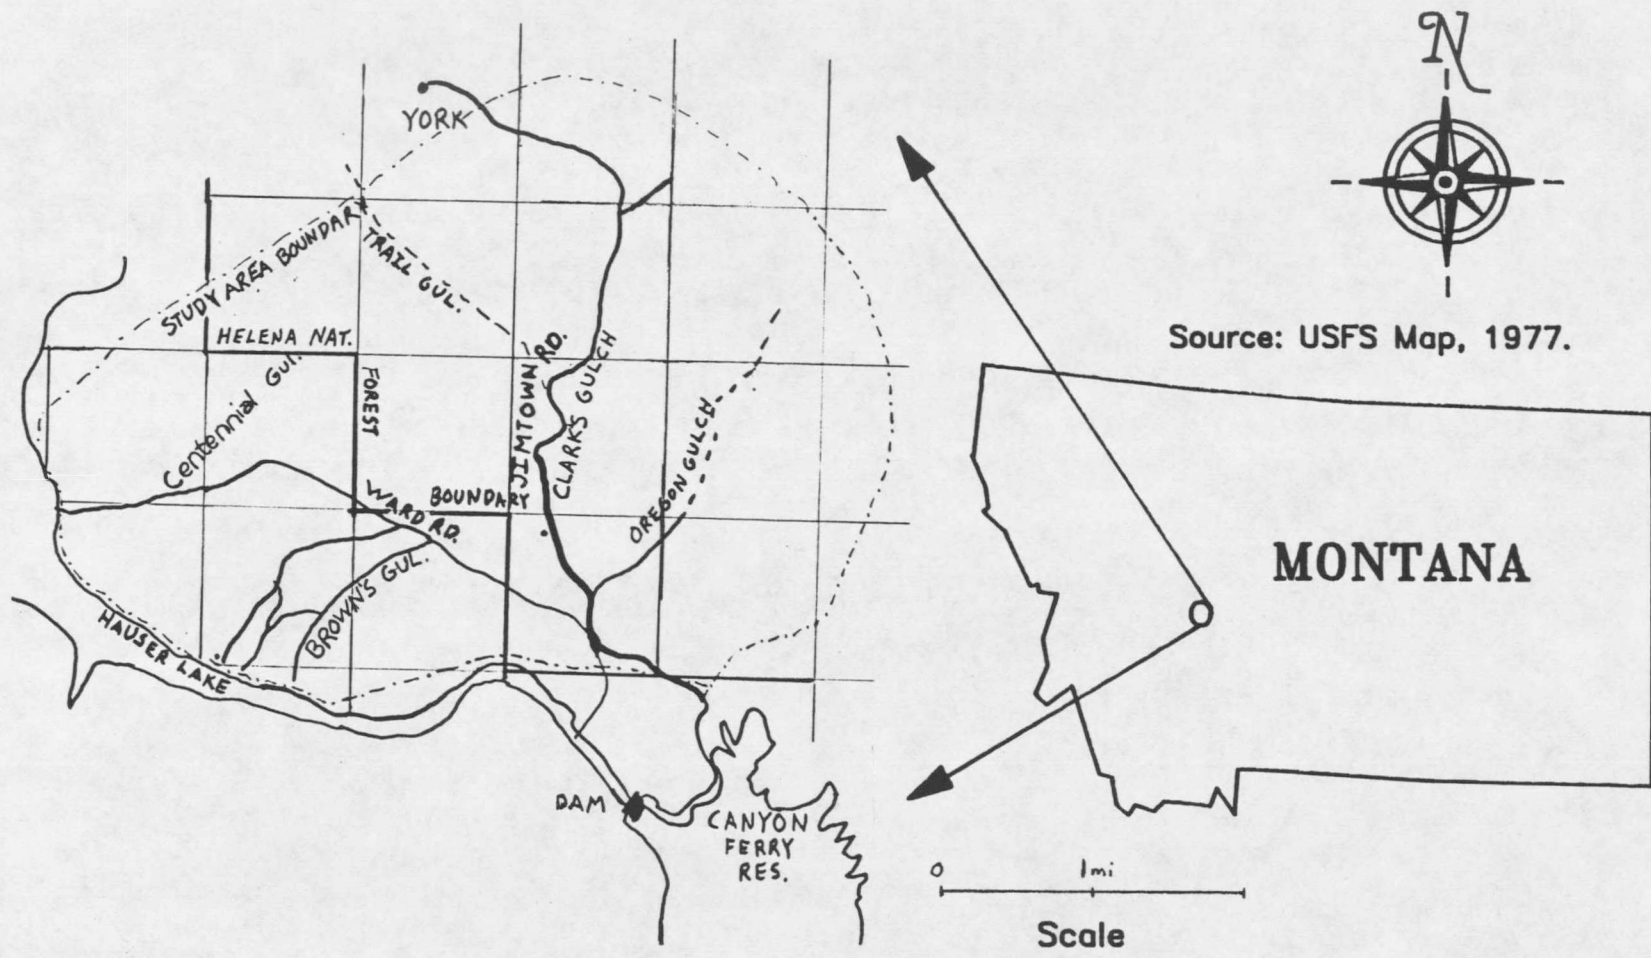 N
YORK
STUDY AREA BOUNDARY
TRAIL GUL.
HELENA NAT.
FOREST
BOUNDARY
Centennial Gul.
JIMTOWN RD.
CLARKS GULCH
OREGON GULCH
WARD RD.
BROWN'S GUL.
HAUSER LAKE
DAM
CANYON
FERRY
RES.
Source: USFS Map, 1977.
MONTANA
0 1mi
Scale